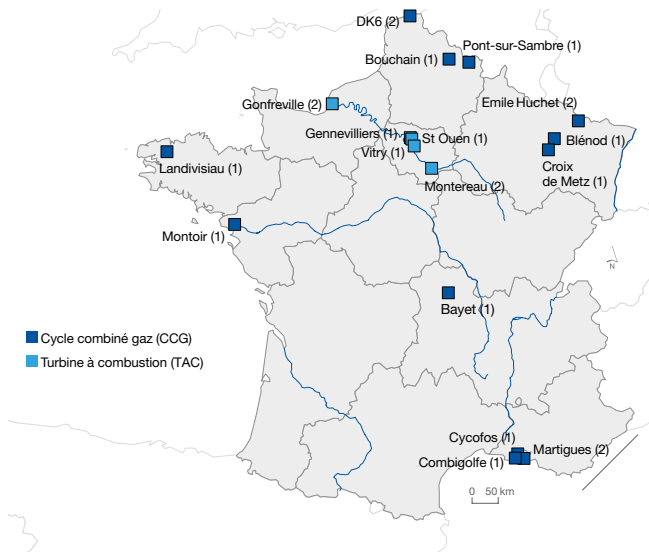 DK6 (2)
Pont-sur-Sambre (1)
Bouchain (1)
Gonfreville (2)
Emile Huchet (2)
Gennevilliers (1)
St Ouen (1)
Blénod (1)
Vitry (1)
Landivisiau (1)
Croix
de Metz (1)
Montereau (2)
Montoir (1)
N
Bayet (1)
Cycle combiné gaz (CCG)
Turbine à combustion (TAC)
Cycofos (1)
Martigues (2)
Combigolfe (1)
0 50 km